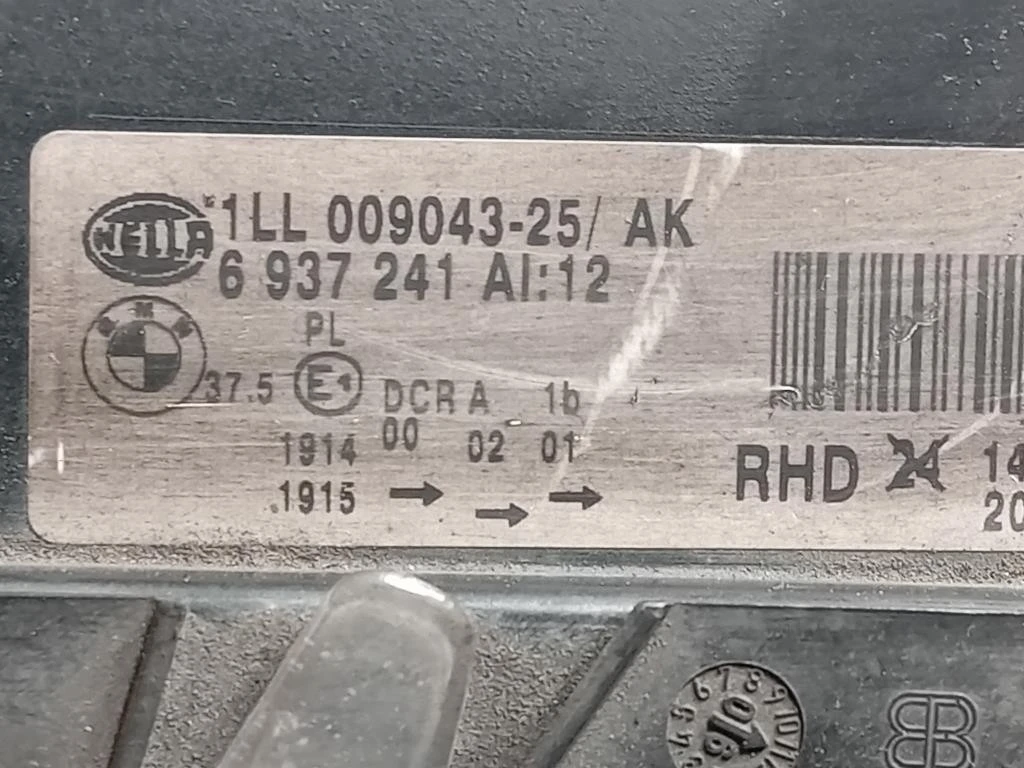 HELLA 1LL 009043-25/ AK
6 937 241 AI:12
BMW
PL
37.5 E1 DCR A 1b
1914 00 02 01
1915 → → →
RHD 24 14
20